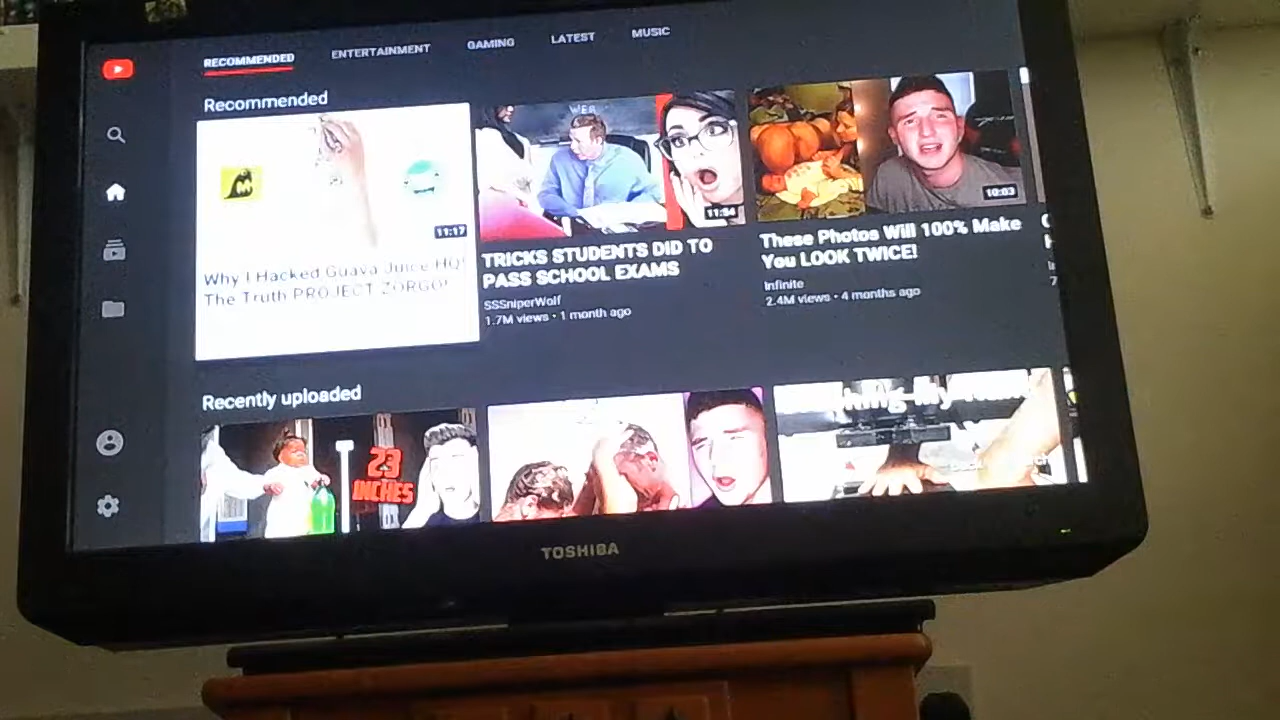 RECOMMENDED ENTERTAINMENT GAMING LATEST MUSIC
Recommended
WEB
M
11:17
11:54
10:03
Why I Hacked Guava Juice HQ!
The Truth PROJECT ZORGO!
TRICKS STUDENTS DID TO
PASS SCHOOL EXAMS
SSSniperWolf
1.7M views • 1 month ago
These Photos Will 100% Make
You LOOK TWICE!
Infinite
2.4M views • 4 months ago
Recently uploaded
23
INCHES
TOSHIBA